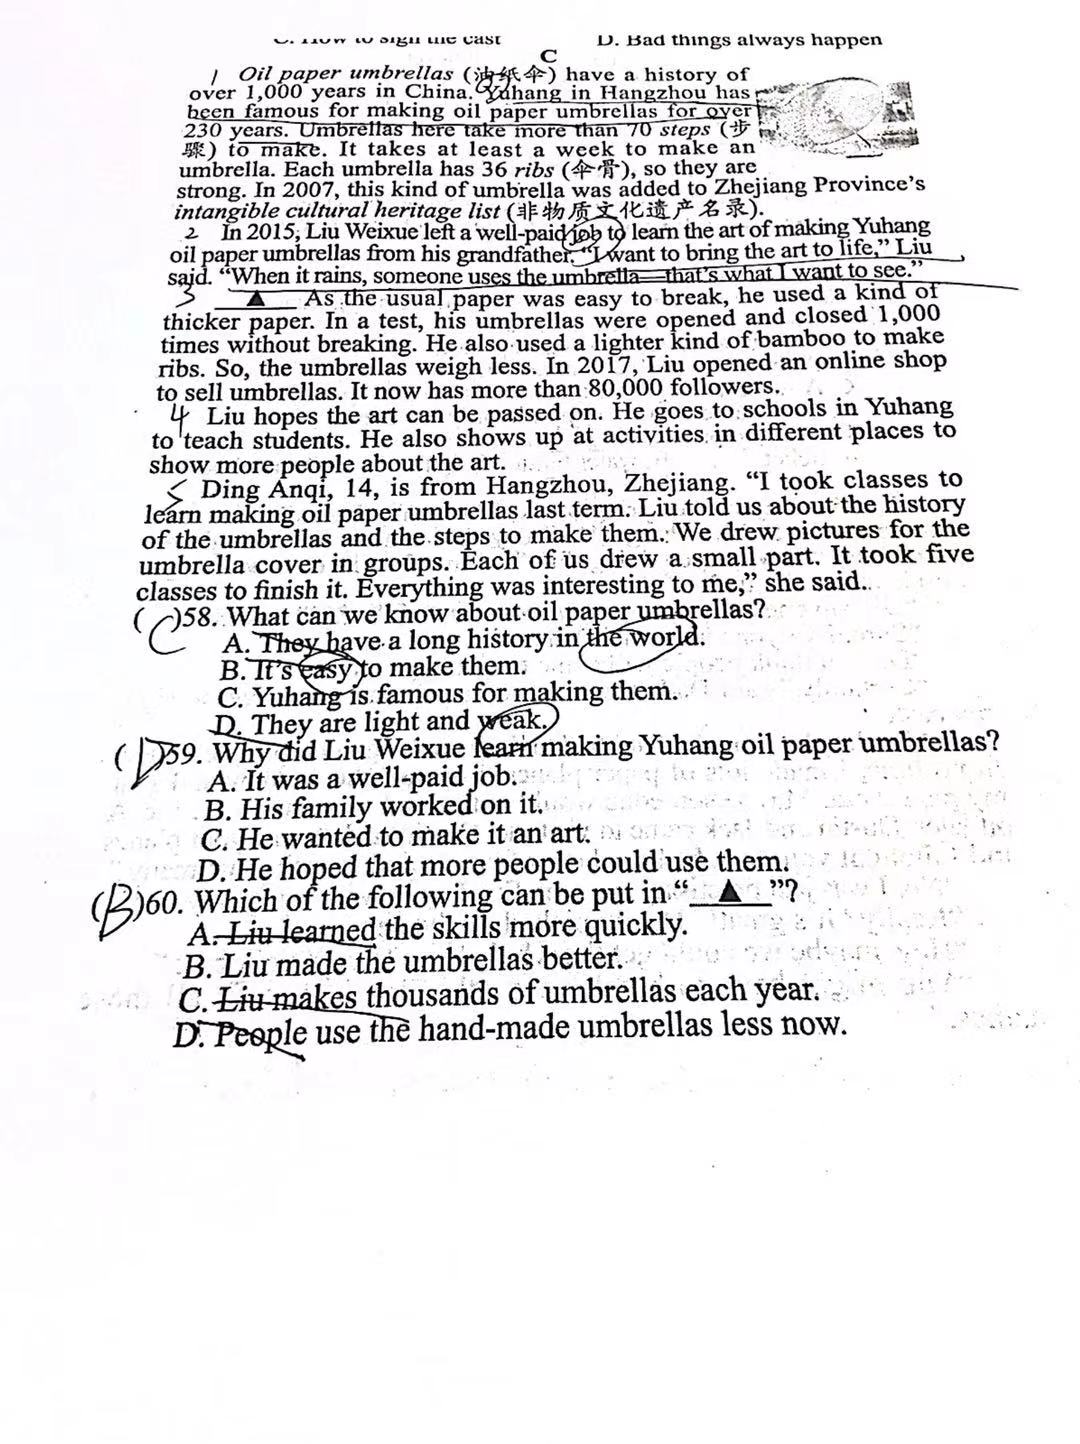 D. Bad things always happen
C
1 Oil paper umbrellas (油纸伞) have a history of
over 1,000 years in China. Yuhang in Hangzhou has
been famous for making oil paper umbrellas for over
230 years. Umbrellas here take more than 70 steps (步
骤) to make. It takes at least a week to make an
umbrella. Each umbrella has 36 ribs (伞骨), so they are
strong. In 2007, this kind of umbrella was added to Zhejiang Province's
intangible cultural heritage list (非物质文化遗产名录).
2 In 2015, Liu Weixue left a well-paid job to learn the art of making Yuhang
oil paper umbrellas from his grandfather. "I want to bring the art to life," Liu
said. "When it rains, someone uses the umbrella—that's what I want to see."
3 ▲ As the usual paper was easy to break, he used a kind of
thicker paper. In a test, his umbrellas were opened and closed 1,000
times without breaking. He also used a lighter kind of bamboo to make
ribs. So, the umbrellas weigh less. In 2017, Liu opened an online shop
to sell umbrellas. It now has more than 80,000 followers.
4 Liu hopes the art can be passed on. He goes to schools in Yuhang
to teach students. He also shows up at activities in different places to
show more people about the art.
5 Ding Anqi, 14, is from Hangzhou, Zhejiang. "I took classes to
learn making oil paper umbrellas last term. Liu told us about the history
of the umbrellas and the steps to make them. We drew pictures for the
umbrella cover in groups. Each of us drew a small part. It took five
classes to finish it. Everything was interesting to me," she said.
(C)58. What can we know about oil paper umbrellas?
A. They have a long history in the world.
B. It's easy to make them.
C. Yuhang is famous for making them.
D. They are light and weak.
(D)59. Why did Liu Weixue learn making Yuhang oil paper umbrellas?
A. It was a well-paid job.
B. His family worked on it.
C. He wanted to make it an art.
D. He hoped that more people could use them.
(B)60. Which of the following can be put in "▲"?
A. Liu learned the skills more quickly.
B. Liu made the umbrellas better.
C. Liu makes thousands of umbrellas each year.
D. People use the hand-made umbrellas less now.